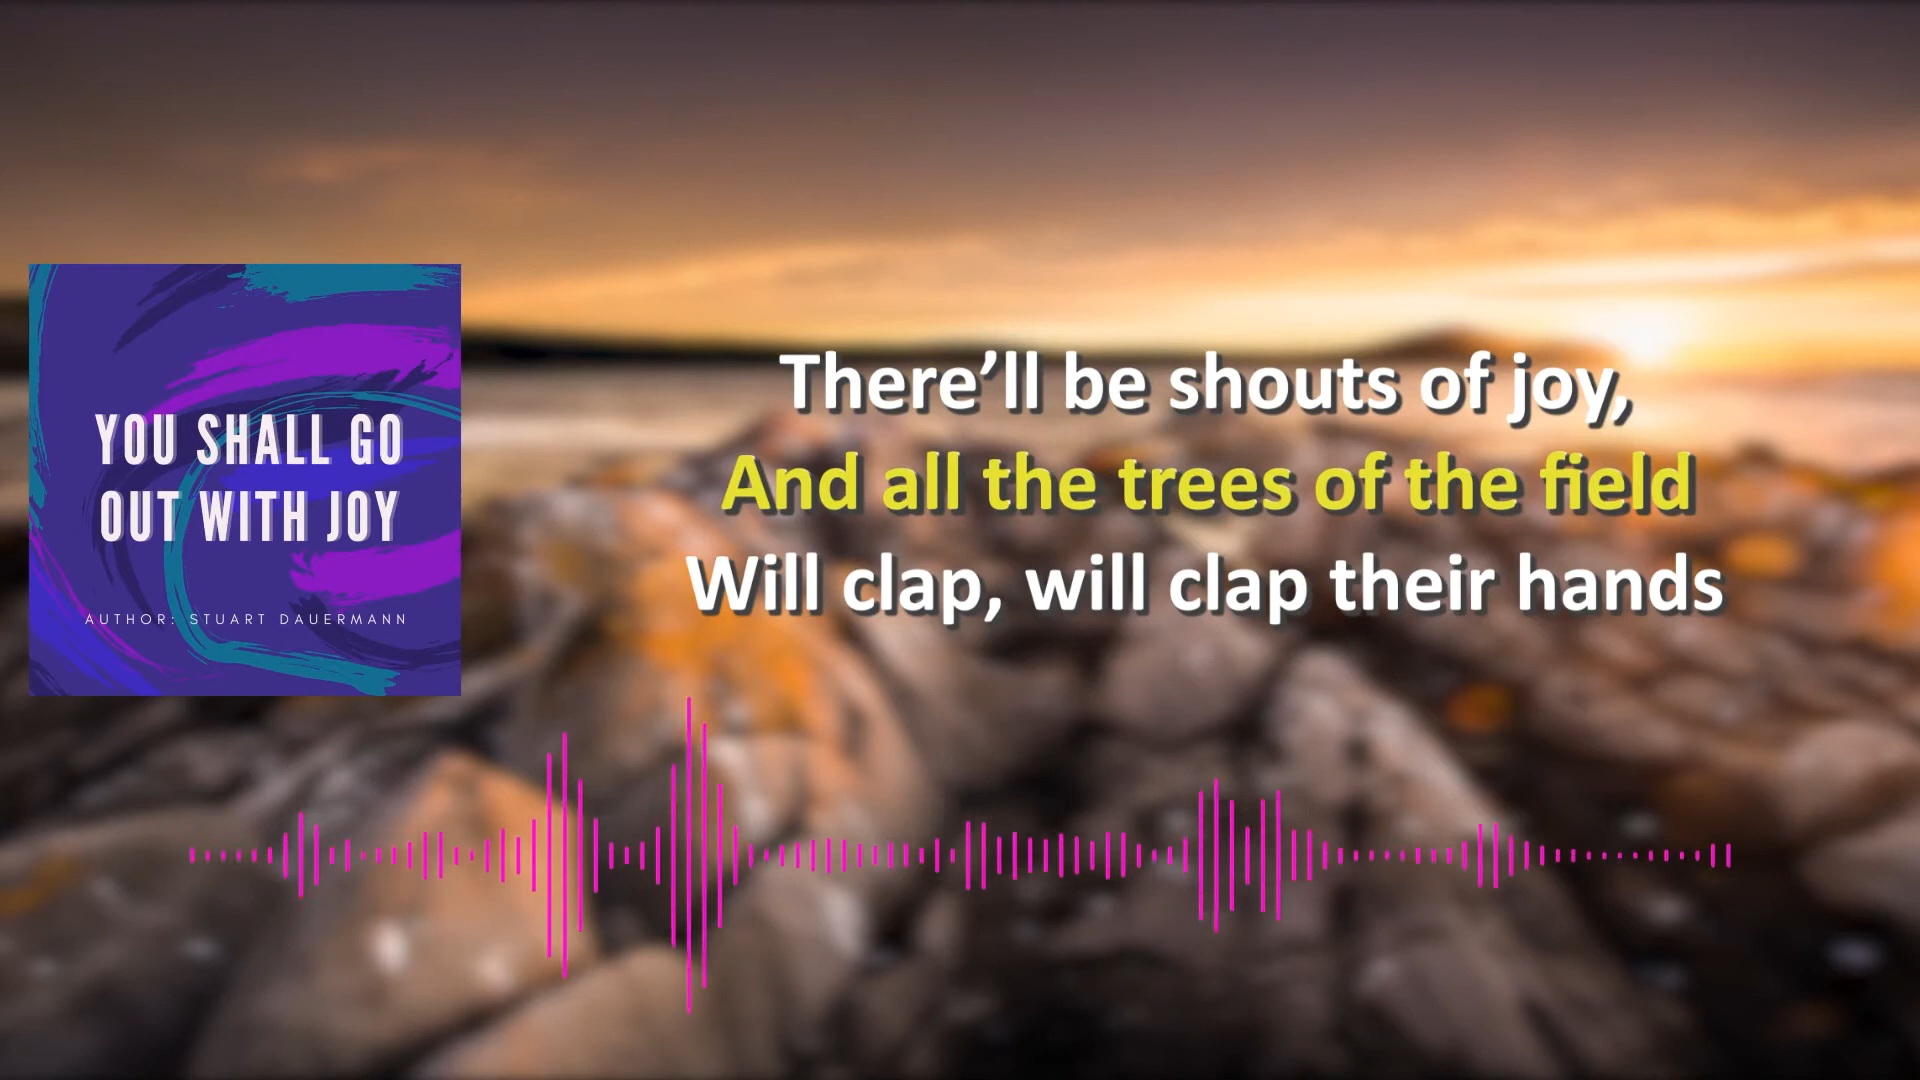 YOU SHALL GO
OUT WITH JOY
AUTHOR: STUART DAUERMANN
There’ll be shouts of joy,
And all the trees of the field
Will clap, will clap their hands